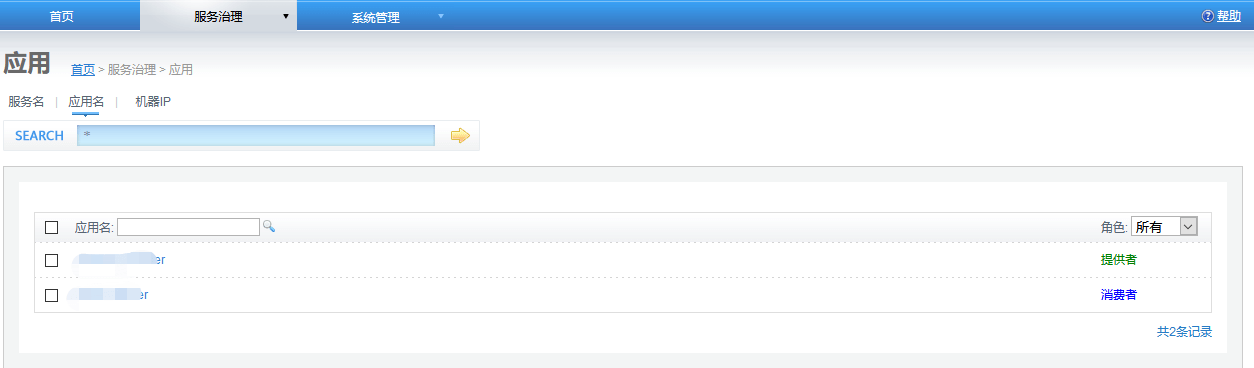 首页 服务治理 系统管理 帮助
应用 首页 > 服务治理 > 应用
服务名 | 应用名 | 机器IP
SEARCH *
应用名: 角色: 所有
er 提供者
er 消费者
共2条记录